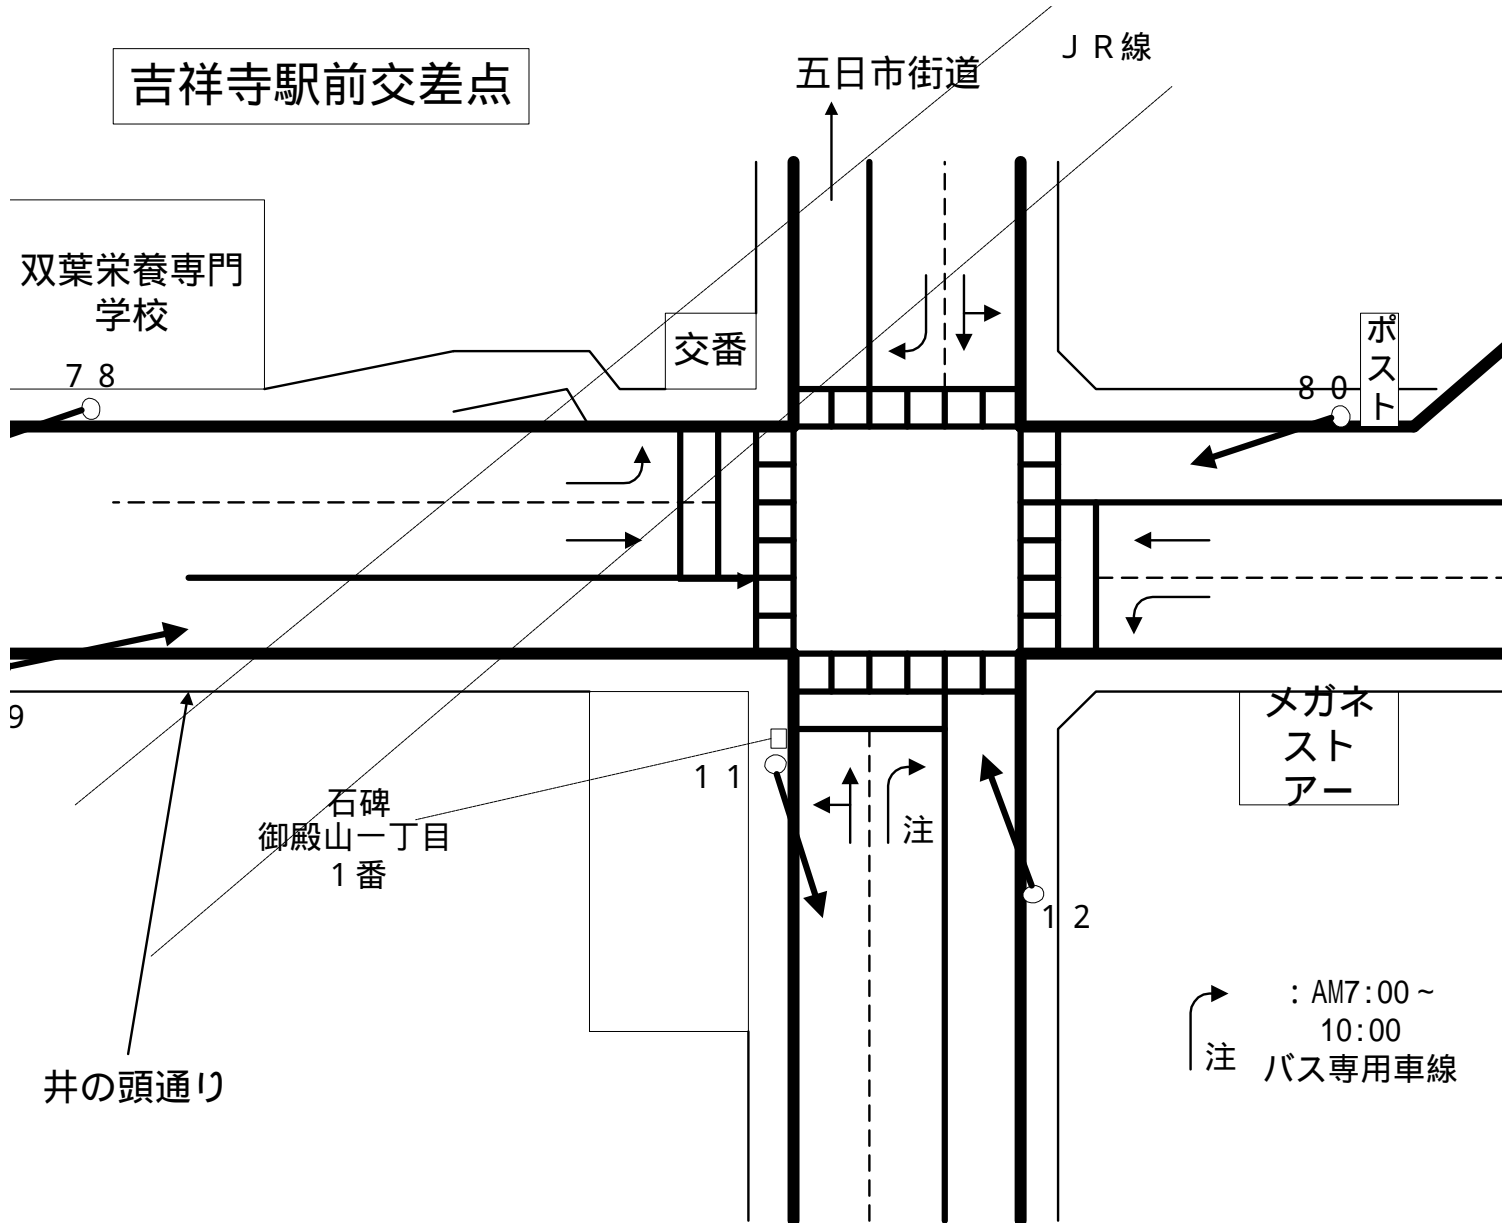 ＪＲ線
五日市街道
吉祥寺駅前交差点
双葉栄養専門
学校
交番
ポスト
７８
８０
９
メガネ
スト
アー
１１
石碑
御殿山一丁目
１番
注
１２
：AM7:00～
10:00
注
バス専用車線
井の頭通り